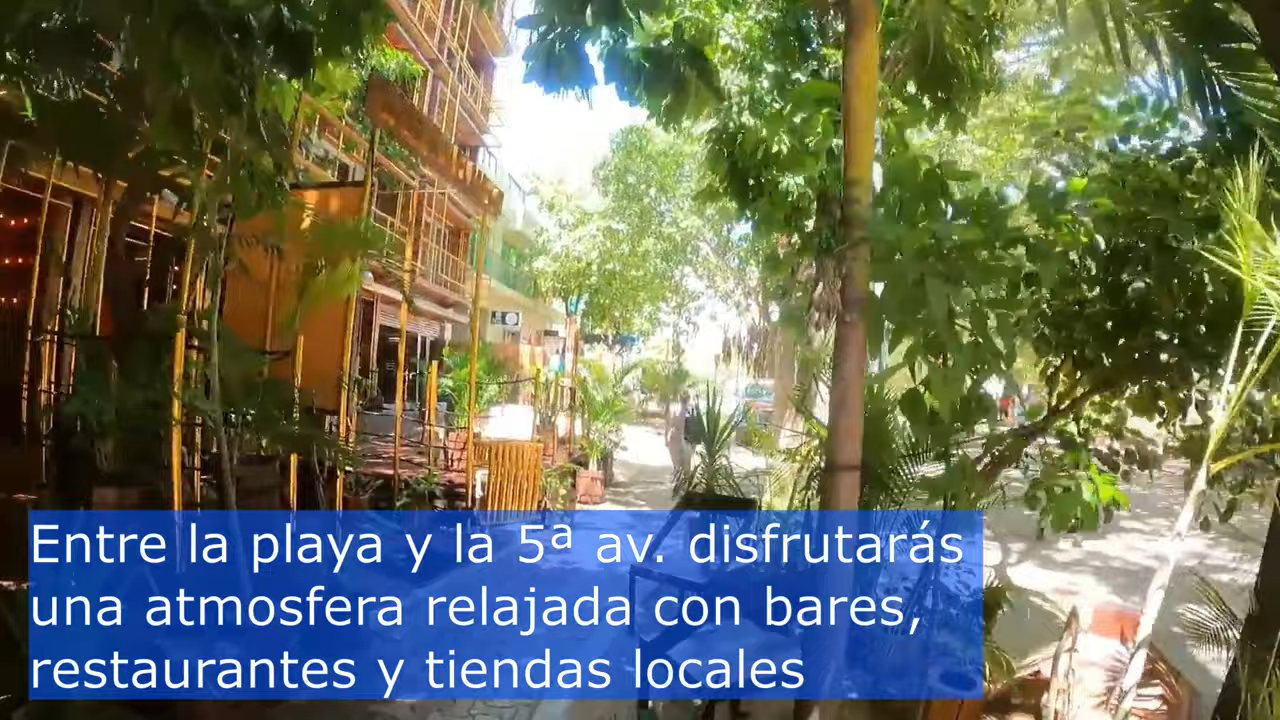 Entre la playa y la 5ª av. disfrutarás
una atmosfera relajada con bares,
restaurantes y tiendas locales